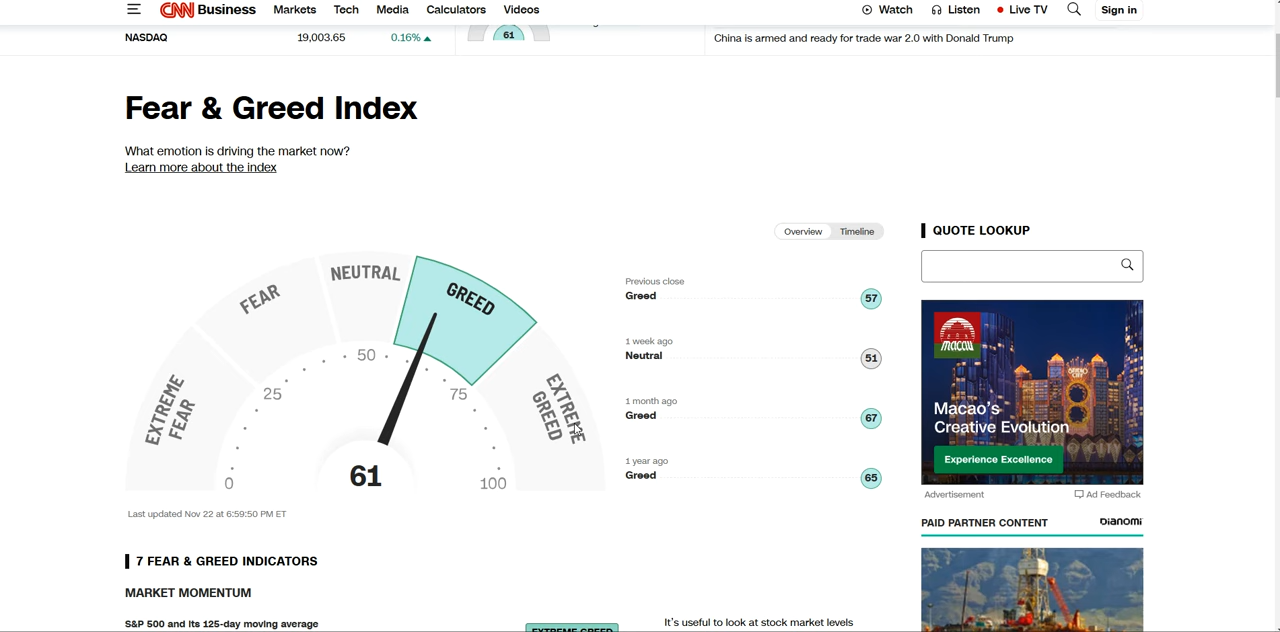 CNN Business
Markets
Tech
Media
Calculators
Videos
Watch
Listen
Live TV
Sign in
NASDAQ
19,003.65
0.16%
61
China is armed and ready for trade war 2.0 with Donald Trump
Fear & Greed Index
What emotion is driving the market now?
Learn more about the index
Overview
Timeline
EXTREME
FEAR
FEAR
NEUTRAL
GREED
EXTREME
GREED
0
25
50
75
100
61
Last updated Nov 22 at 6:59:50 PM ET
Previous close
Greed
57
1 week ago
Neutral
51
1 month ago
Greed
67
1 year ago
Greed
65
QUOTE LOOKUP
MACAU
Macao's
Creative Evolution
Experience Excellence
Advertisement
Ad Feedback
PAID PARTNER CONTENT
bianomi
7 FEAR & GREED INDICATORS
MARKET MOMENTUM
S&P 500 and its 125-day moving average
EXTREME GREED
It's useful to look at stock market levels